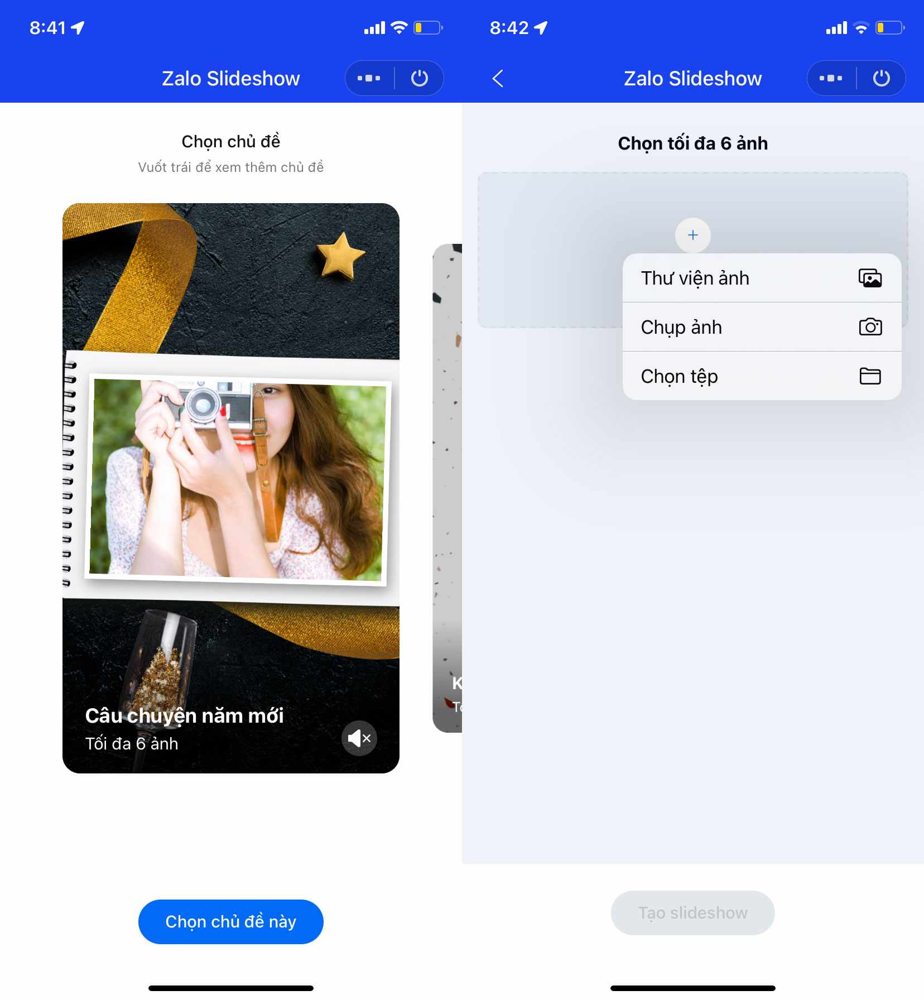 8:41
Zalo Slideshow
Chọn chủ đề
Vuốt trái để xem thêm chủ đề
Câu chuyện năm mới
Tối đa 6 ảnh
K
Chọn chủ đề này
8:42
Zalo Slideshow
Chọn tối đa 6 ảnh
Thư viện ảnh
Chụp ảnh
Chọn tệp
Tạo slideshow